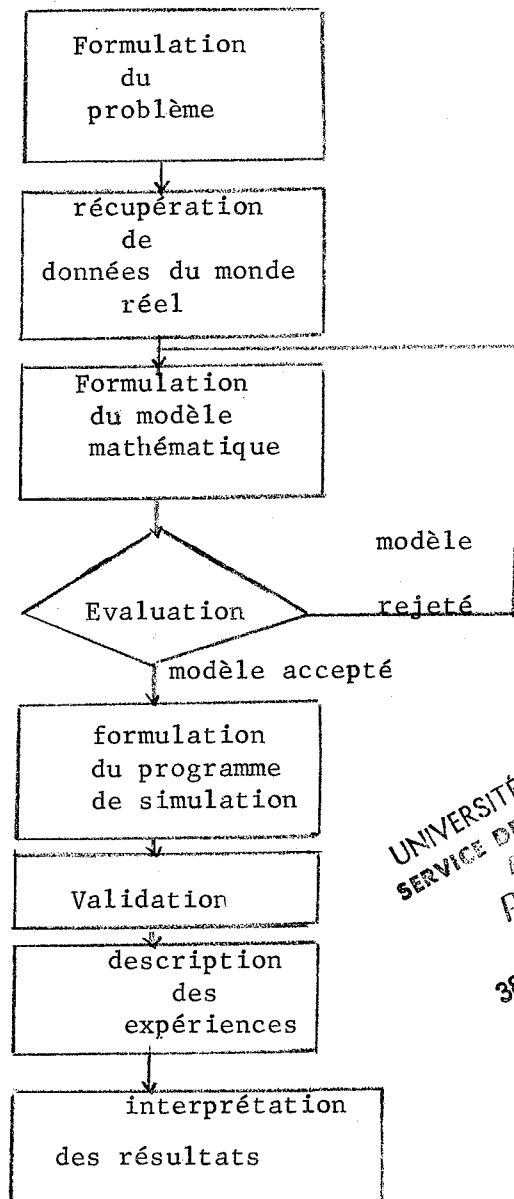 Formulation
du
problème
récupération
de
données du monde
réel
Formulation
du modèle
mathématique
modèle
Evaluation
rejeté
modèle accepté
formulation
du programme
de simulation
Validation
description
des
expériences
interprétation
des résultats
UNIVERSITÉ
SERVICE